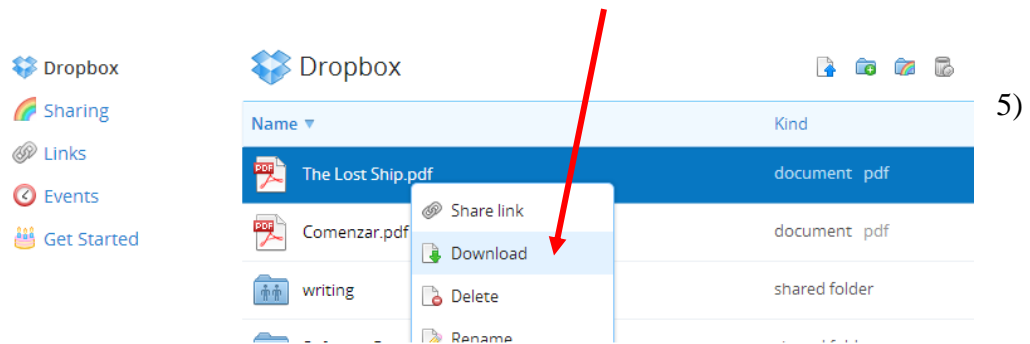 Dropbox
Sharing
Links
Events
Get Started
Dropbox
Name ▼ Kind
The Lost Ship.pdf document pdf
Comenzar.pdf document pdf
writing shared folder
Share link
Download
Delete
Rename
5)